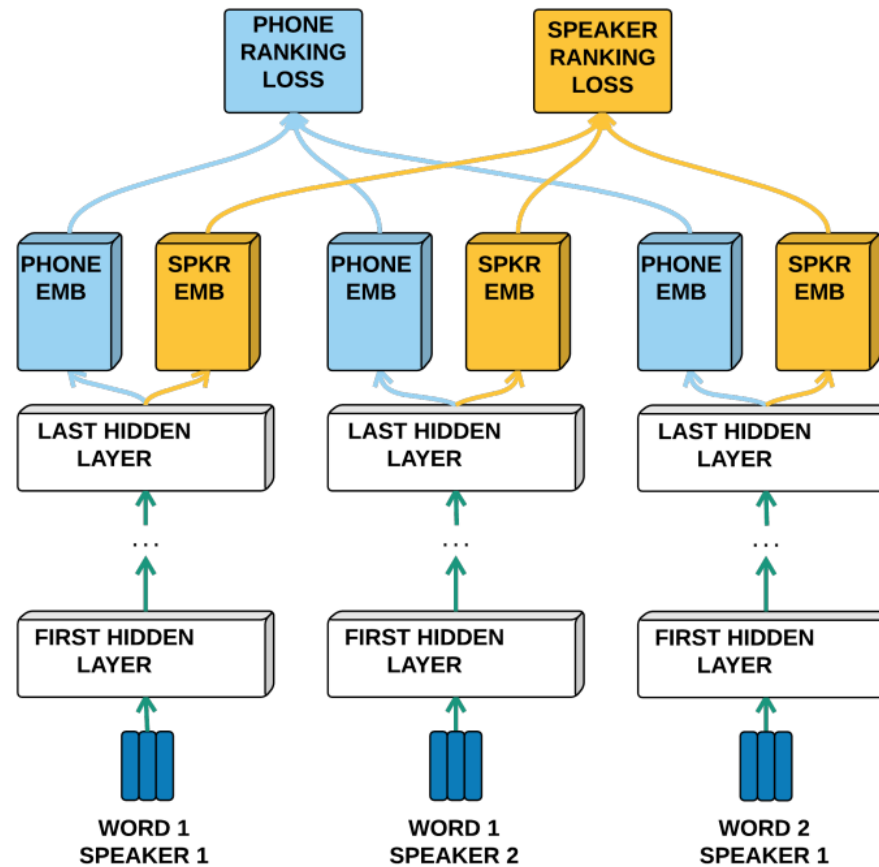 PHONE
RANKING
LOSS
SPEAKER
RANKING
LOSS
PHONE
EMB
SPKR
EMB
PHONE
EMB
SPKR
EMB
PHONE
EMB
SPKR
EMB
LAST HIDDEN
LAYER
LAST HIDDEN
LAYER
LAST HIDDEN
LAYER
...
...
...
FIRST HIDDEN
LAYER
FIRST HIDDEN
LAYER
FIRST HIDDEN
LAYER
WORD 1
SPEAKER 1
WORD 1
SPEAKER 2
WORD 2
SPEAKER 1